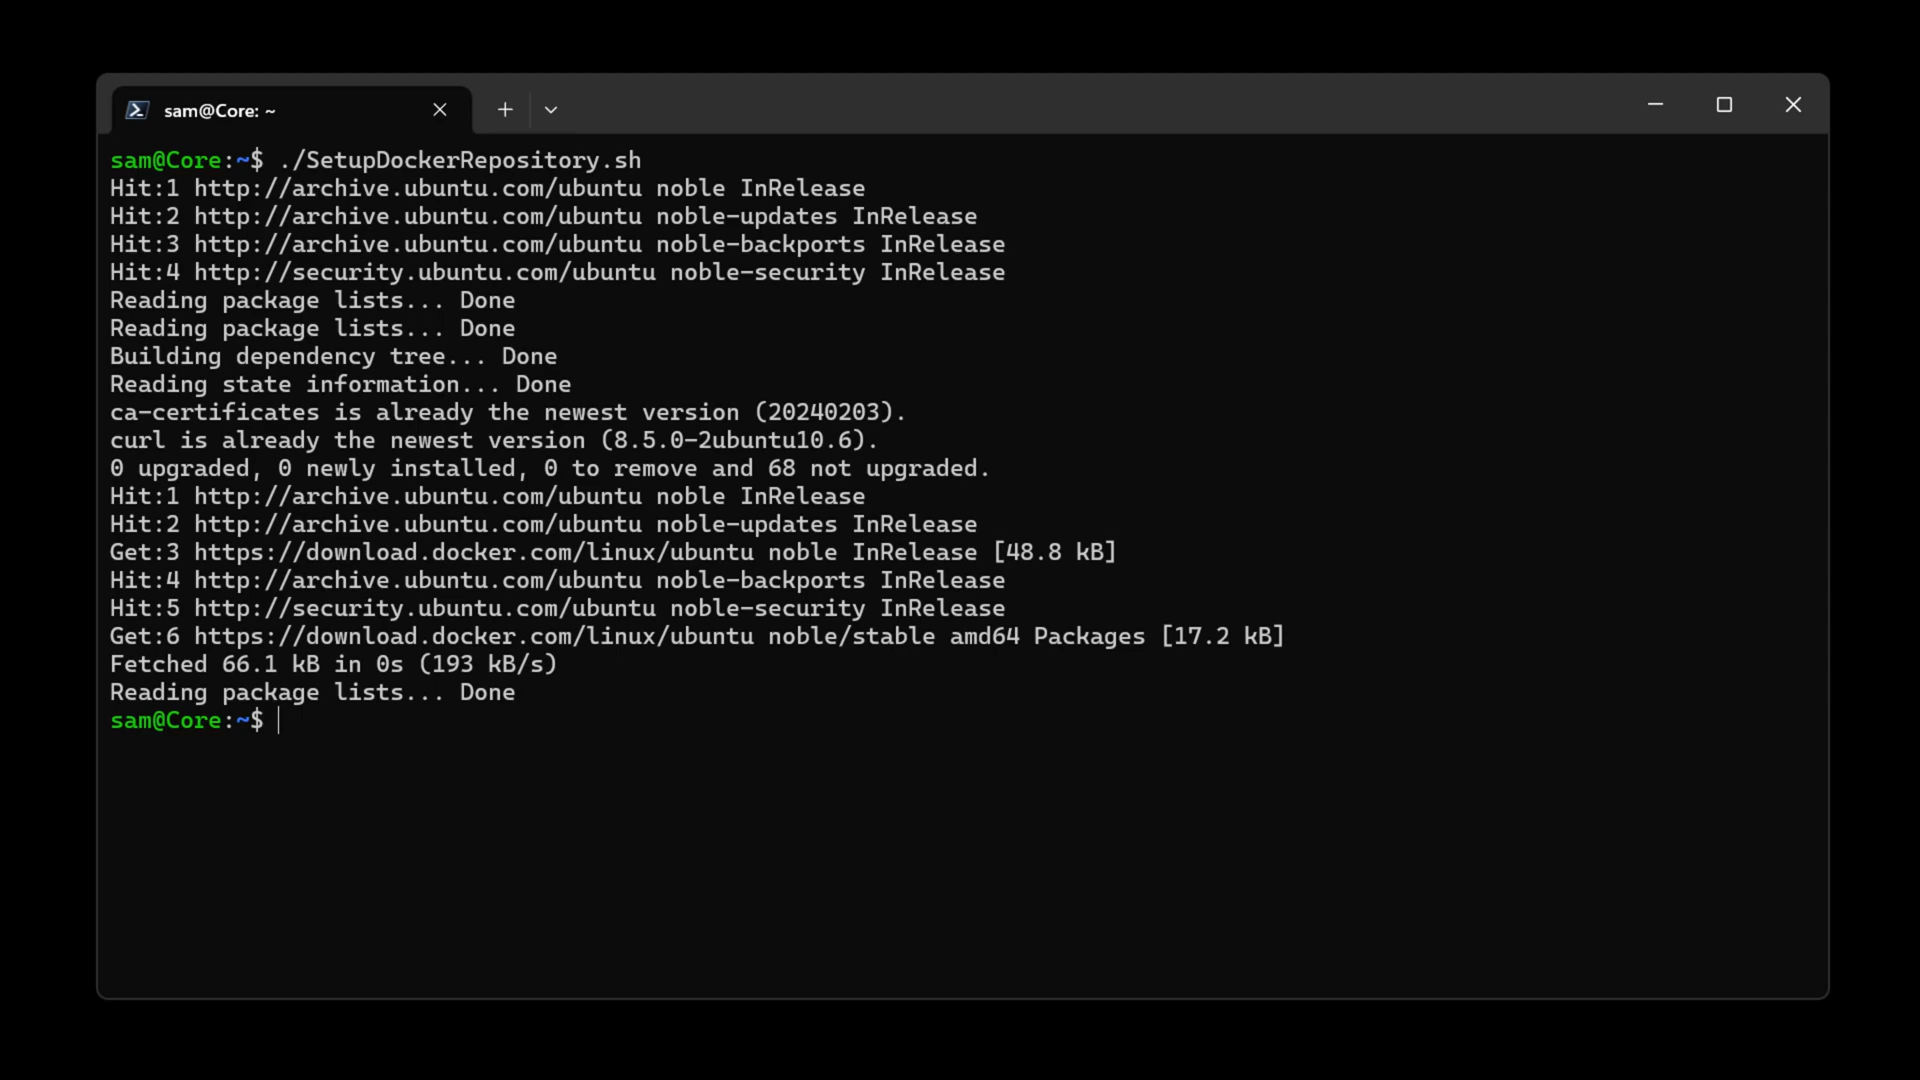 sam@Core: ~
sam@Core:~$ ./SetupDockerRepository.sh
Hit:1 http://archive.ubuntu.com/ubuntu noble InRelease
Hit:2 http://archive.ubuntu.com/ubuntu noble-updates InRelease
Hit:3 http://archive.ubuntu.com/ubuntu noble-backports InRelease
Hit:4 http://security.ubuntu.com/ubuntu noble-security InRelease
Reading package lists... Done
Reading package lists... Done
Building dependency tree... Done
Reading state information... Done
ca-certificates is already the newest version (20240203).
curl is already the newest version (8.5.0-2ubuntu10.6).
0 upgraded, 0 newly installed, 0 to remove and 68 not upgraded.
Hit:1 http://archive.ubuntu.com/ubuntu noble InRelease
Hit:2 http://archive.ubuntu.com/ubuntu noble-updates InRelease
Get:3 https://download.docker.com/linux/ubuntu noble InRelease [48.8 kB]
Hit:4 http://archive.ubuntu.com/ubuntu noble-backports InRelease
Hit:5 http://security.ubuntu.com/ubuntu noble-security InRelease
Get:6 https://download.docker.com/linux/ubuntu noble/stable amd64 Packages [17.2 kB]
Fetched 66.1 kB in 0s (193 kB/s)
Reading package lists... Done
sam@Core:~$